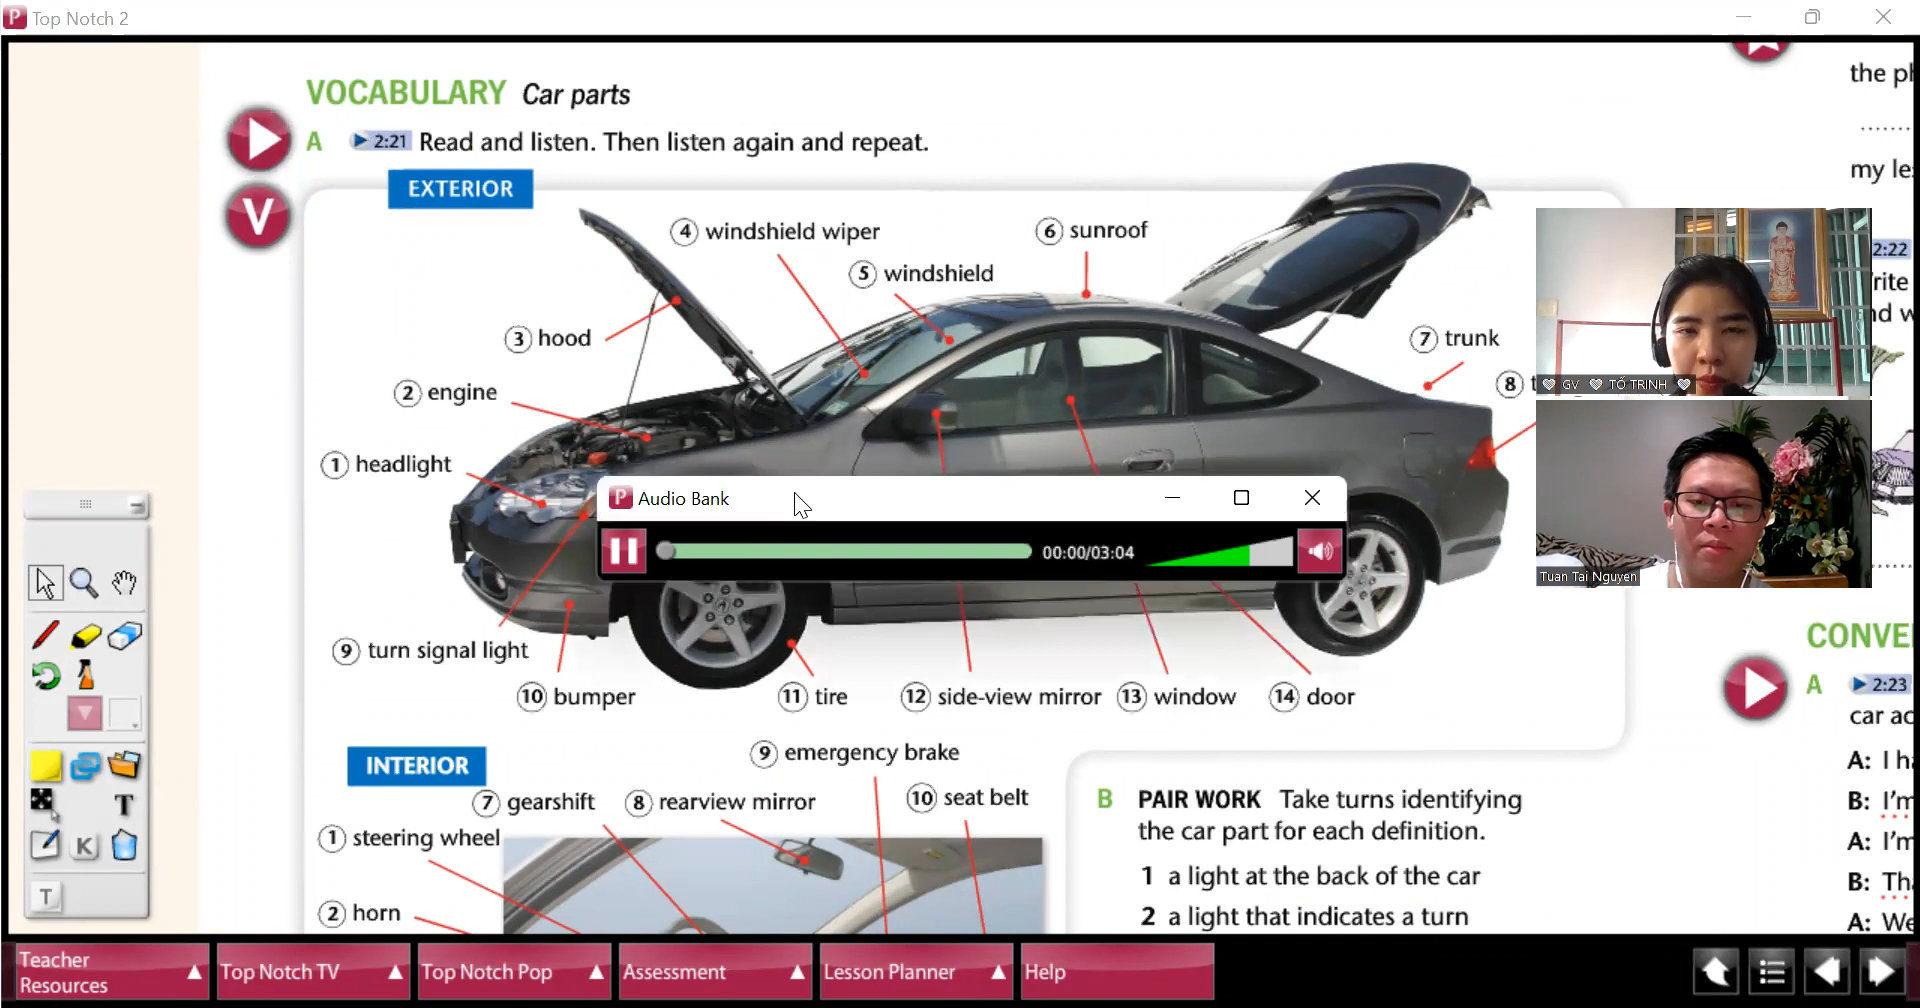 Top Notch 2
VOCABULARY Car parts
A 2:21 Read and listen. Then listen again and repeat.
V
EXTERIOR
4 windshield wiper
6 sunroof
5 windshield
3 hood
7 trunk
2 engine
8
1 headlight
9 turn signal light
10 bumper
11 tire
12 side-view mirror
13 window
14 door
Audio Bank
00:00/03:04
INTERIOR
9 emergency brake
7 gearshift
8 rearview mirror
10 seat belt
1 steering wheel
2 horn
B PAIR WORK Take turns identifying
the car part for each definition.
1 a light at the back of the car
2 a light that indicates a turn
the
my
2:22
GV TỐ TRINH
Tuan Tai Nguyen
A 2:23
car
A: I
B: I'm
A: I'm
B:
A:
K
T
T
Teacher
Resources
Top Notch TV
Top Notch Pop
Assessment
Lesson Planner
Help